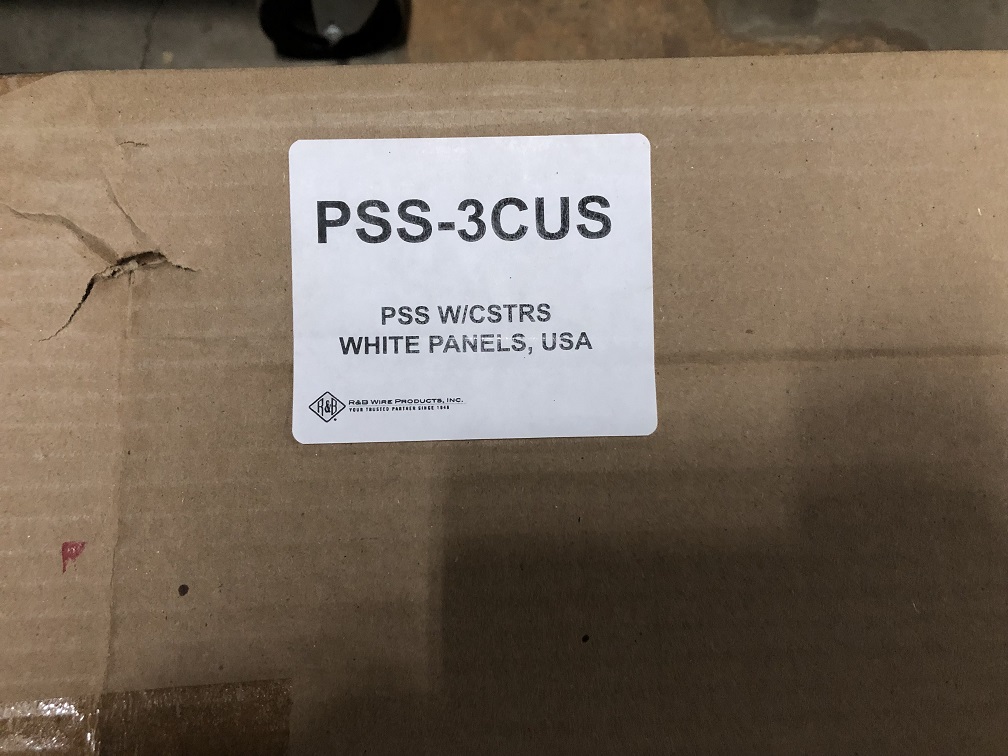 PSS-3CUS
PSS W/CSTRS
WHITE PANELS, USA
R&B
R&B WIRE PRODUCTS, INC.
YOUR TRUSTED PARTNER SINCE 1948